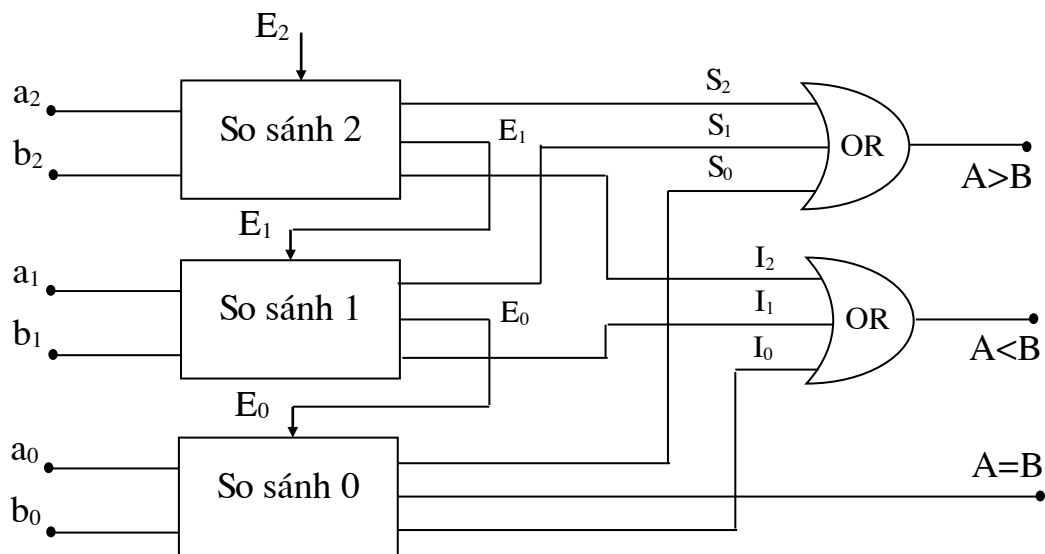 E₂
a₂
So sánh 2
b₂
S₂
E₁
S₁
S₀
OR
A>B
E₁
a₁
So sánh 1
b₁
E₀
I₂
I₁
I₀
OR
A<B
E₀
a₀
So sánh 0
b₀
A=B